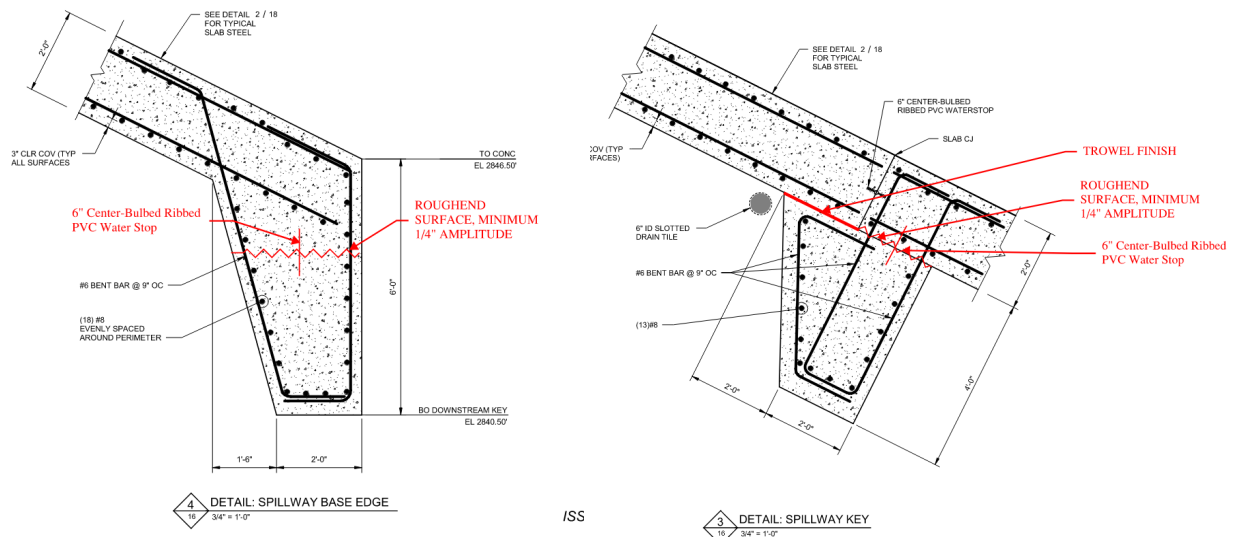 SEE DETAIL 2 / 18
FOR TYPICAL
SLAB STEEL
2'-0"
3" CLR COV (TYP
ALL SURFACES
TO CONC
EL 2846.50'
6" Center-Bulbed Ribbed
PVC Water Stop
ROUGHEND
SURFACE, MINIMUM
1/4" AMPLITUDE
#6 BENT BAR @ 9" OC
6'-0"
(18) #8
EVENLY SPACED
AROUND PERIMETER
BO DOWNSTREAM KEY
EL 2840.50'
1'-6"
2'-0"
4
16
DETAIL: SPILLWAY BASE EDGE
3/4" = 1'-0"
ISS
SEE DETAIL 2 / 18
FOR TYPICAL
SLAB STEEL
6" CENTER-BULBED
RIBBED PVC WATERSTOP
SLAB CJ
COV (TYP
RFACES)
TROWEL FINISH
ROUGHEND
SURFACE, MINIMUM
1/4" AMPLITUDE
6" ID SLOTTED
DRAIN TILE
6" Center-Bulbed Ribbed
PVC Water Stop
#6 BENT BAR @ 9" OC
2'-0"
(13)#8
4'-0"
2'-0"
2'-0"
3
16
DETAIL: SPILLWAY KEY
3/4" = 1'-0"